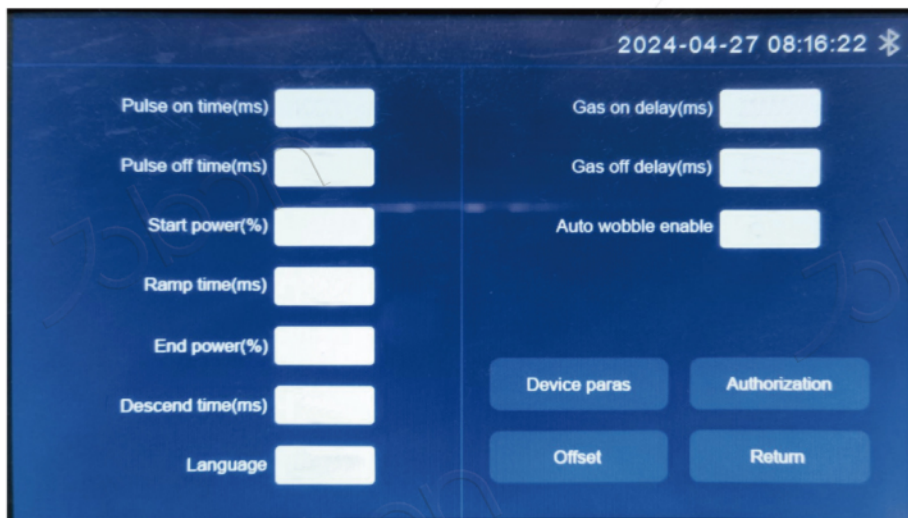 2024-04-27 08:16:22
Pulse on time(ms)
Pulse off time(ms)
Start power(%)
Ramp time(ms)
End power(%)
Descend time(ms)
Language
Gas on delay(ms)
Gas off delay(ms)
Auto wobble enable
Device paras
Authorization
Offset
Return